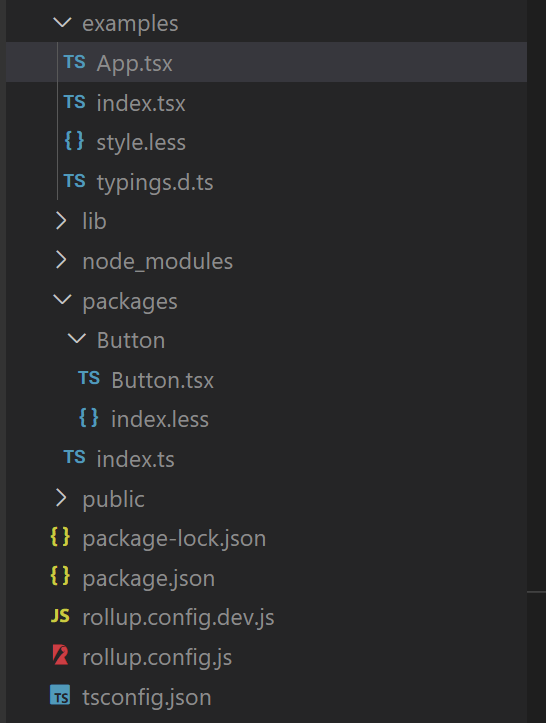 examples
TS App.tsx
TS index.tsx
{} style.less
TS typings.d.ts
lib
node_modules
packages
Button
TS Button.tsx
{} index.less
TS index.ts
public
{} package-lock.json
{} package.json
JS rollup.config.dev.js
rollup.config.js
TS tsconfig.json